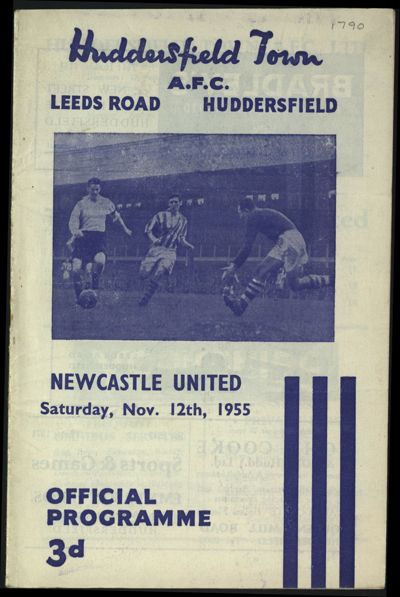 1790
Huddersfield Town
A.F.C.
LEEDS ROAD HUDDERSFIELD
NEWCASTLE UNITED
Saturday, Nov. 12th, 1955
OFFICIAL
PROGRAMME
3d